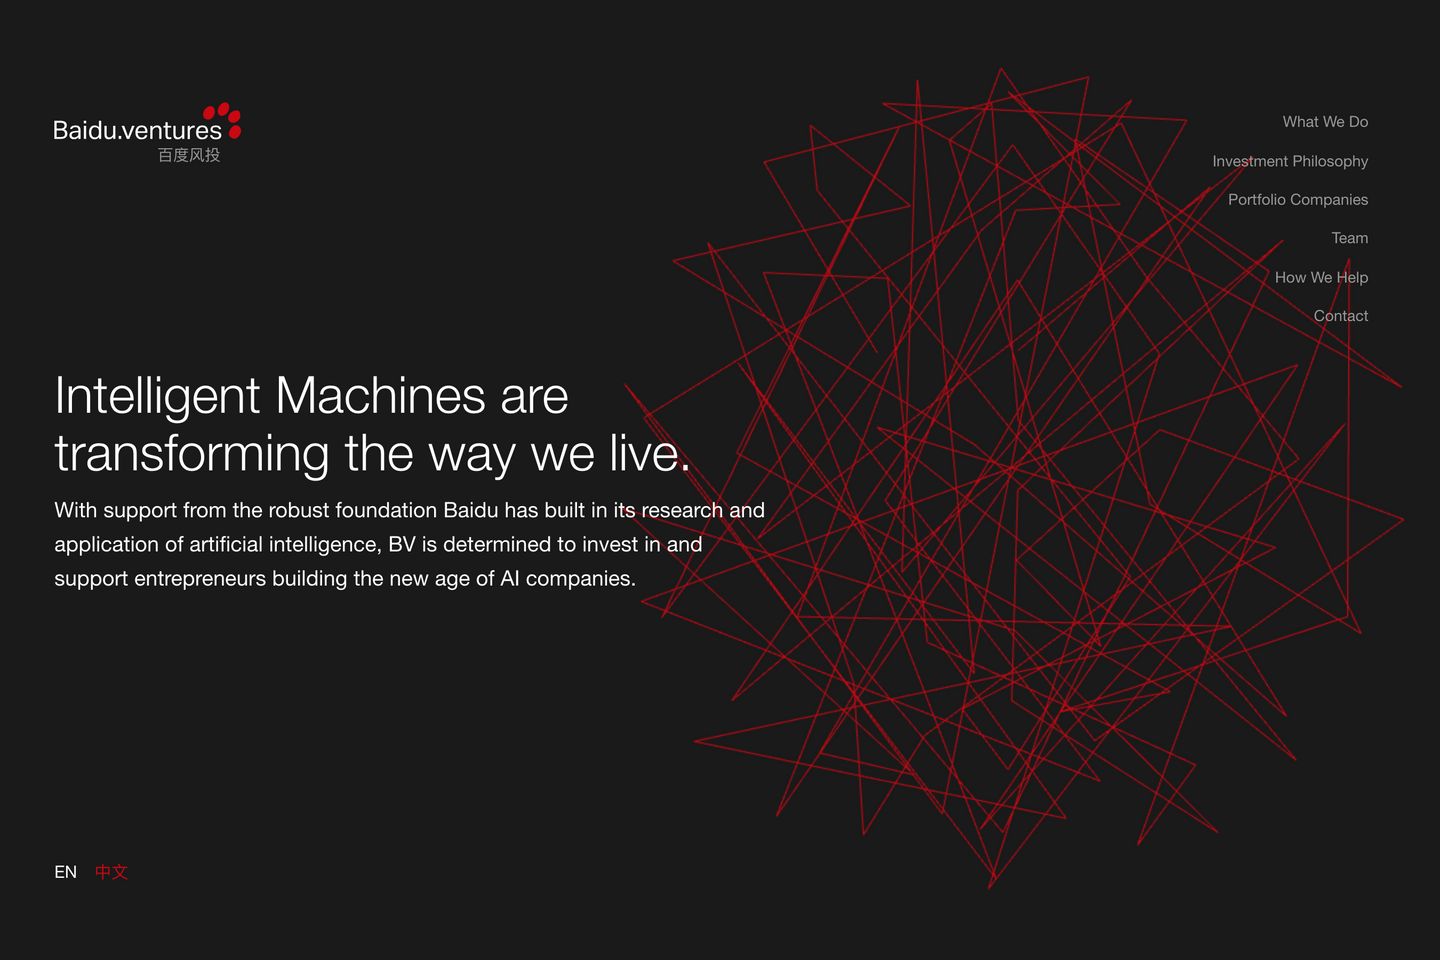 Baidu.ventures
百度风投
What We Do
Investment Philosophy
Portfolio Companies
Team
How We Help
Contact
Intelligent Machines are
transforming the way we live.
With support from the robust foundation Baidu has built in its research and
application of artificial intelligence, BV is determined to invest in and
support entrepreneurs building the new age of AI companies.
EN 中文